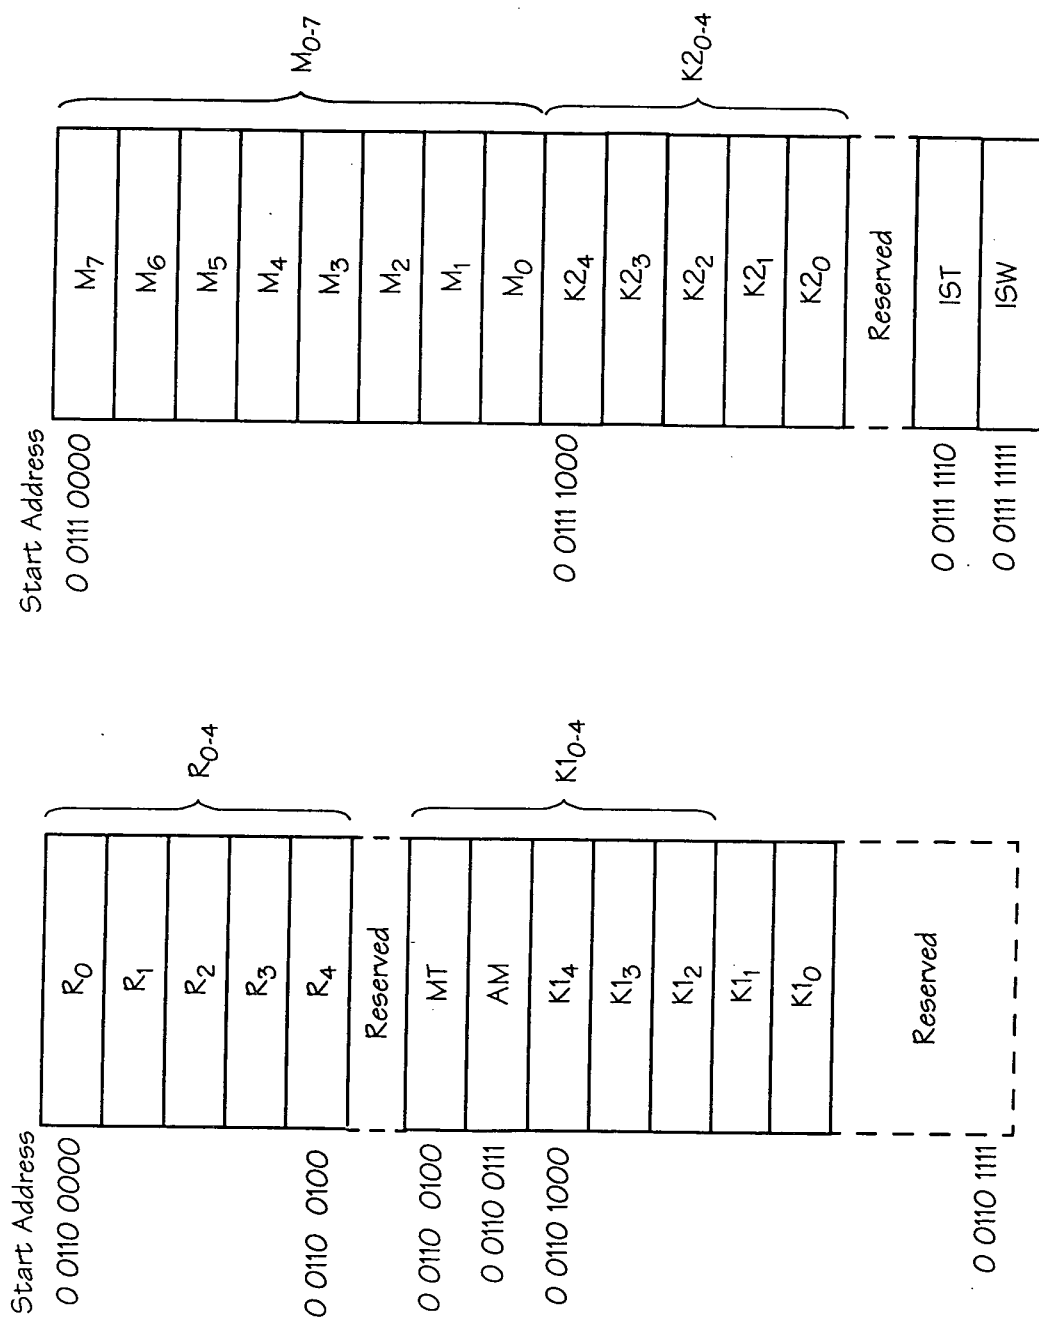 Start Address
0 0110 0000
R0
R1
R2
R3
0 0110 0100
R4
R0-4
Reserved
0 0110 0100
MT
0 0110 0111
AM
0 0110 1000
K14
K13
K12
K11
K10
K10-4
Reserved
0 0110 1111
Start Address
0 0111 0000
M7
M6
M5
M4
M3
M2
M1
M0
M0-7
0 0111 1000
K24
K23
K22
K21
K20
K20-4
Reserved
0 0111 1110
IST
0 0111 11111
ISW